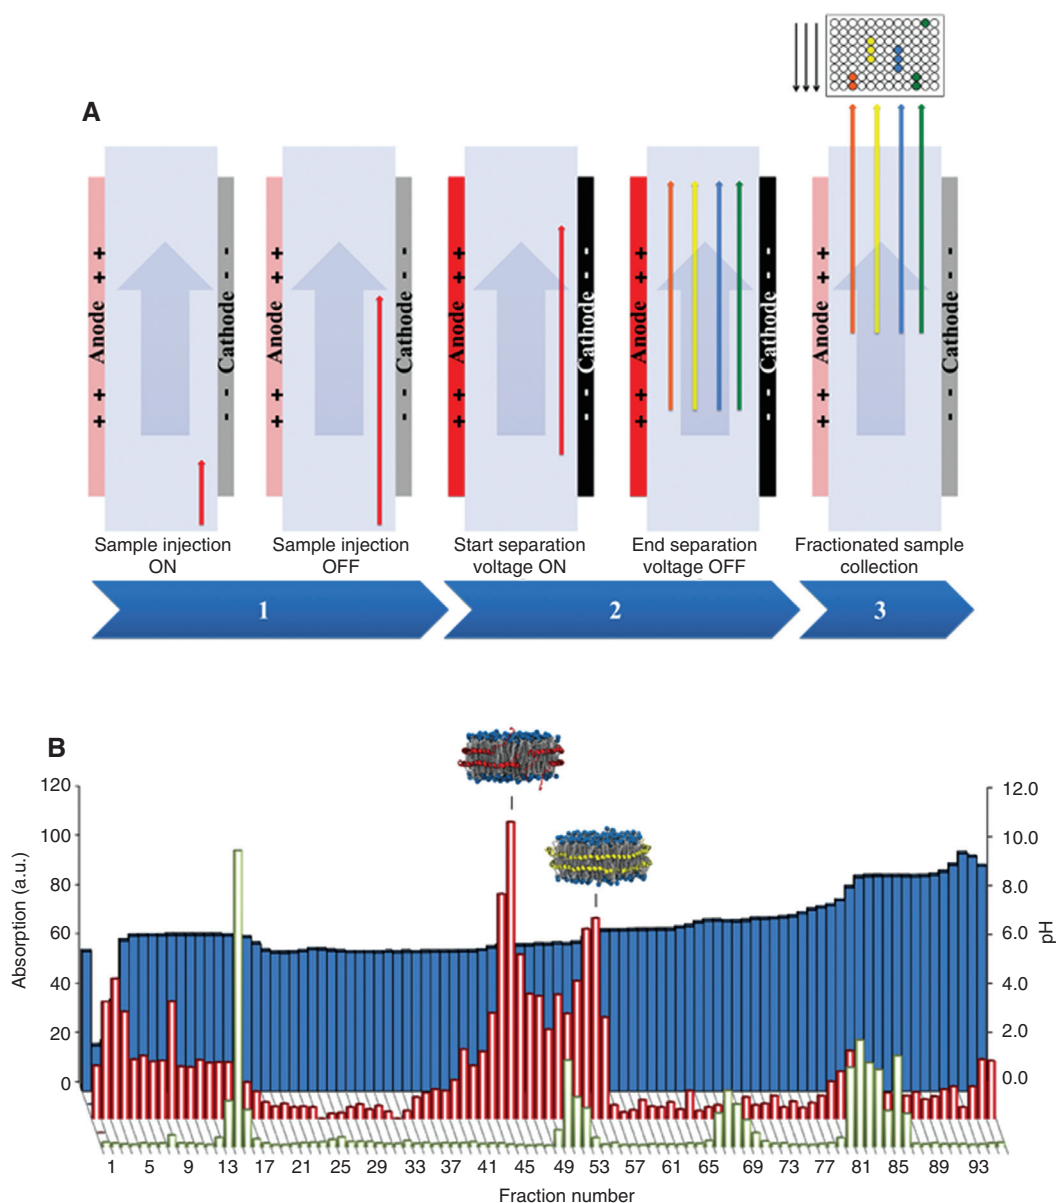 A
+ + Anode + +
- - Cathode - -
+ + Anode + +
- - Cathode - -
+ + Anode + +
- - Cathode - -
+ + Anode + +
- - Cathode - -
+ + Anode + +
- - Cathode - -
Sample injection
ON
Sample injection
OFF
Start separation
voltage ON
End separation
voltage OFF
Fractionated sample
collection
1
2
3
B
120
100
80
60
40
20
0
Absorption (a.u.)
12.0
10.0
8.0
6.0
4.0
2.0
0.0
pH
1 5 9 13 17 21 25 29 33 37 41 45 49 53 57 61 65 69 73 77 81 85 89 93
Fraction number